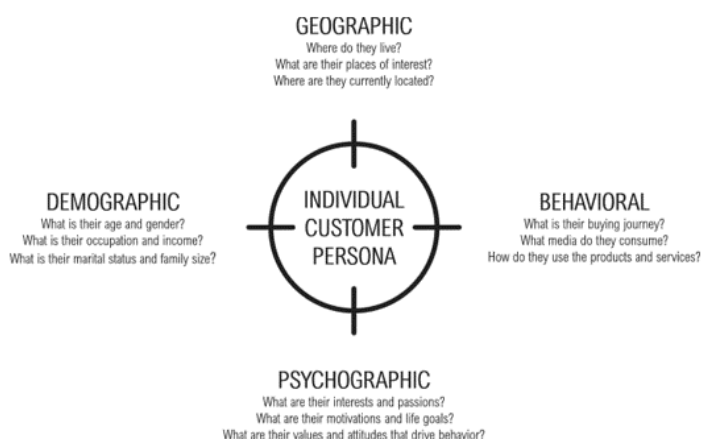 GEOGRAPHIC
Where do they live?
What are their places of interest?
Where are they currently located?
DEMOGRAPHIC
What is their age and gender?
What is their occupation and income?
What is their marital status and family size?
INDIVIDUAL
CUSTOMER
PERSONA
BEHAVIORAL
What is their buying journey?
What media do they consume?
How do they use the products and services?
PSYCHOGRAPHIC
What are their interests and passions?
What are their motivations and life goals?
What are their values and attitudes that drive behavior?